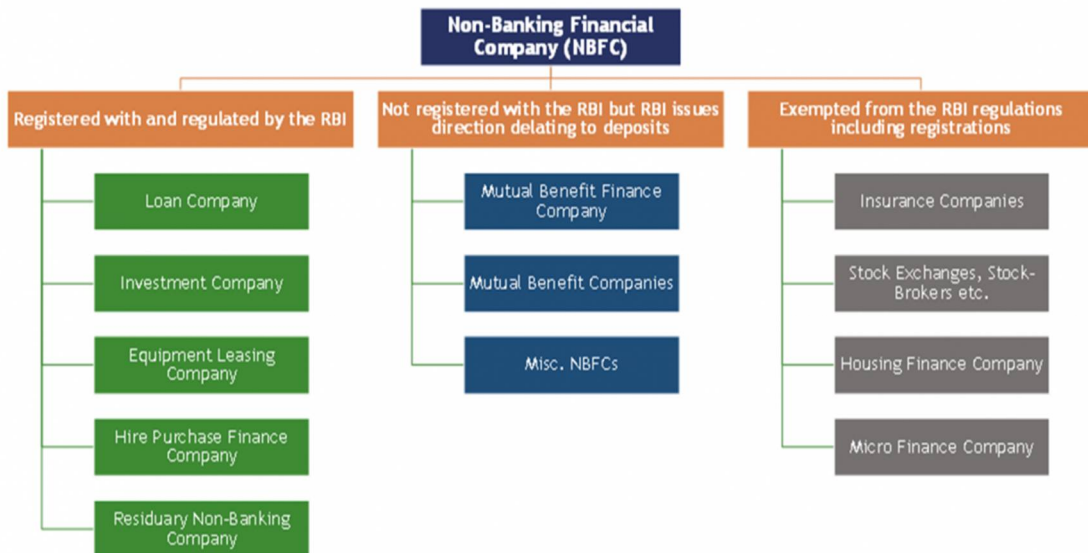 Non-Banking Financial
Company (NBFC)
Registered with and regulated by the RBI
Not registered with the RBI but RBI issues
direction delating to deposits
Exempted from the RBI regulations
including registrations
Loan Company
Investment Company
Equipment Leasing
Company
Hire Purchase Finance
Company
Residuary Non-Banking
Company
Mutual Benefit Finance
Company
Mutual Benefit Companies
Misc. NBFCs
Insurance Companies
Stock Exchanges, Stock-
Brokers etc.
Housing Finance Company
Micro Finance Company